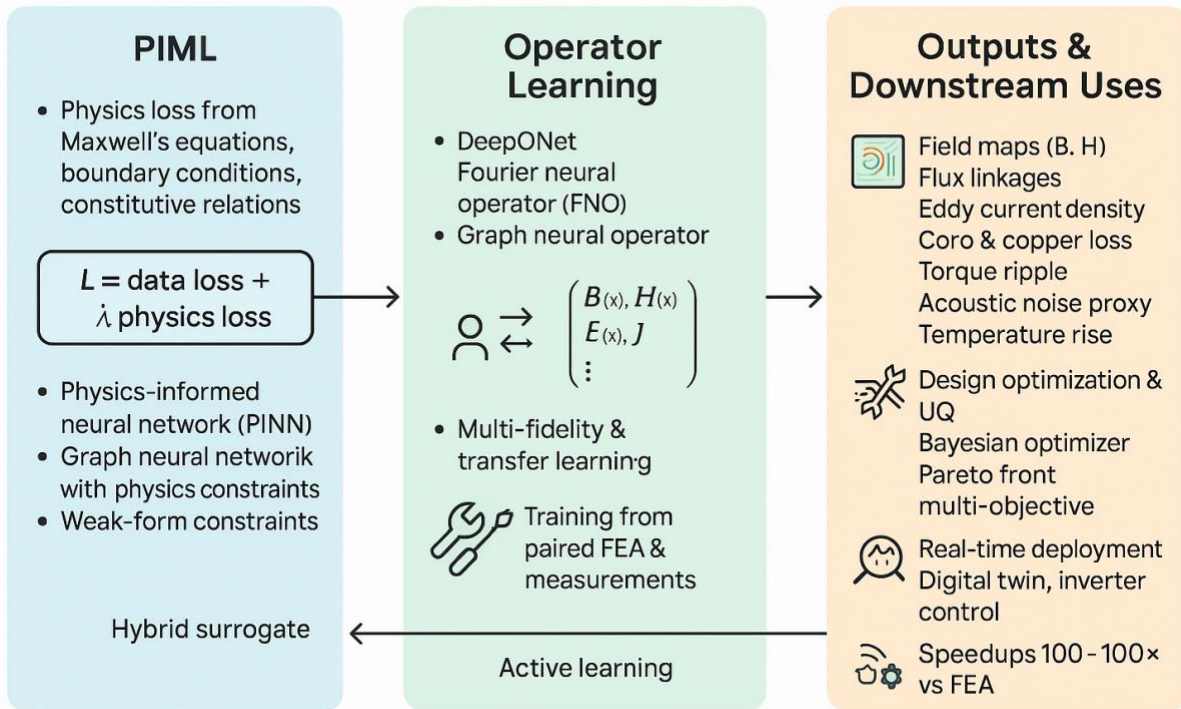 PIML
• Physics loss from
Maxwell's equations,
boundary conditions,
constitutive relations
L = data loss +
λ physics loss
• Physics-informed
neural network (PINN)
• Graph neural networik
with physics constraints
• Weak-form constraints
Hybrid surrogate
Operator
Learning
• DeepONet
Fourier neural
operator (FNO)
• Graph neural operator
B(x), H(x)
E(x), J
⋮
• Multi-fidelity &
transfer learning
Training from
paired FEA &
measurements
Active learning
Outputs &
Downstream Uses
Field maps (B. H)
Flux linkages
Eddy current density
Coro & copper loss
Torque ripple
Acoustic noise proxy
Temperature rise
Design optimization &
UQ
Bayesian optimizer
Pareto front
multi-objective
Real-time deployment
Digital twin, inverter
control
Speedups 100-100×
vs FEA